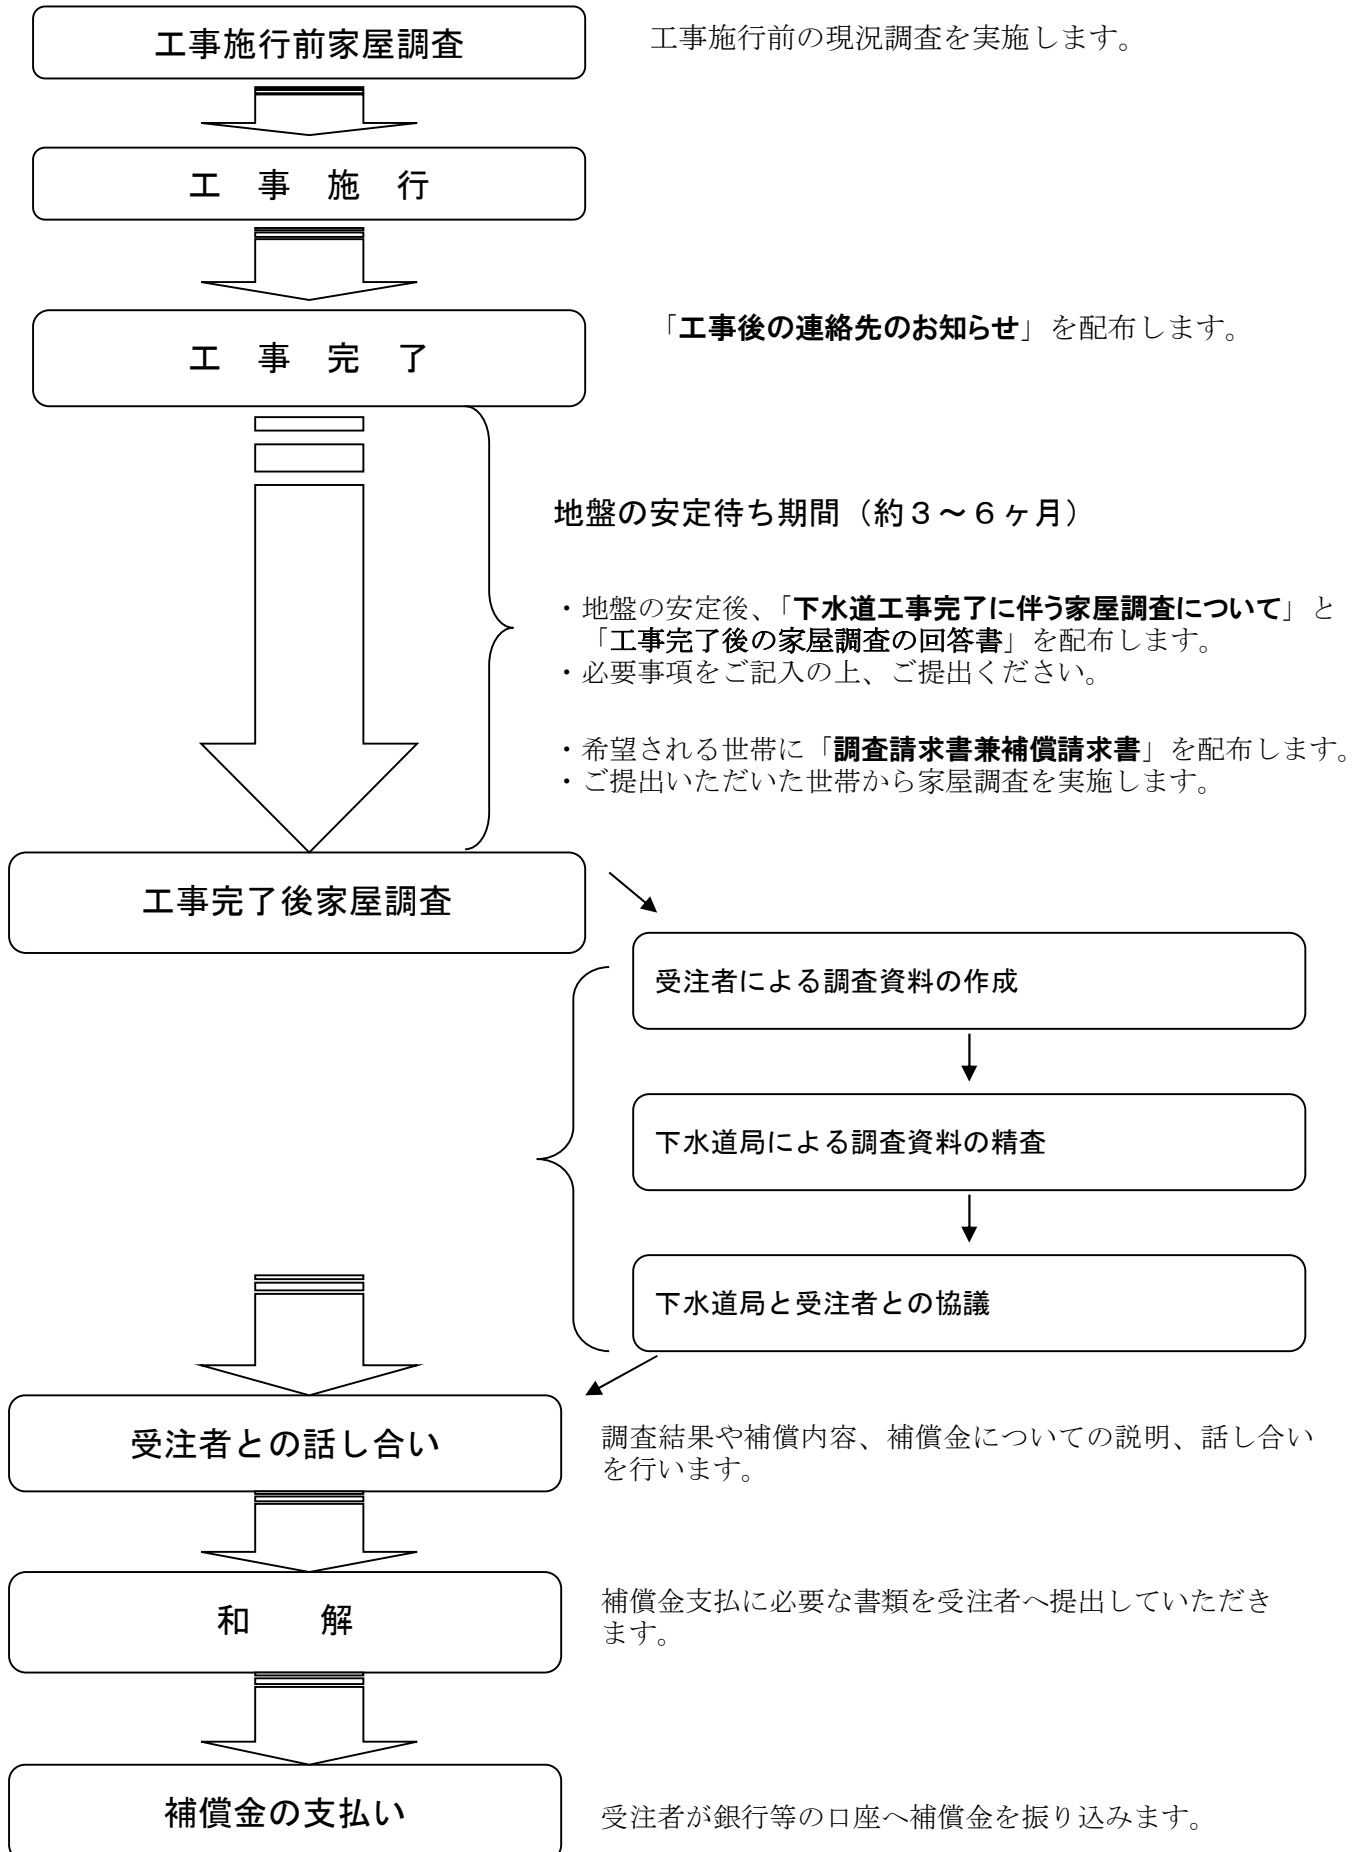 工事施行前家屋調査
工事施行前の現況調査を実施します。
工　事　施　行
工　事　完　了
「工事後の連絡先のお知らせ」を配布します。
地盤の安定待ち期間（約３～６ヶ月）
・地盤の安定後、「下水道工事完了に伴う家屋調査について」と
「工事完了後の家屋調査の回答書」を配布します。
・必要事項をご記入の上、ご提出ください。
・希望される世帯に「調査請求書兼補償請求書」を配布します。
・ご提出いただいた世帯から家屋調査を実施します。
工事完了後家屋調査
受注者による調査資料の作成
下水道局による調査資料の精査
下水道局と受注者との協議
受注者との話し合い
調査結果や補償内容、補償金についての説明、話し合い
を行います。
和　　解
補償金支払に必要な書類を受注者へ提出していただき
ます。
補償金の支払い
受注者が銀行等の口座へ補償金を振り込みます。